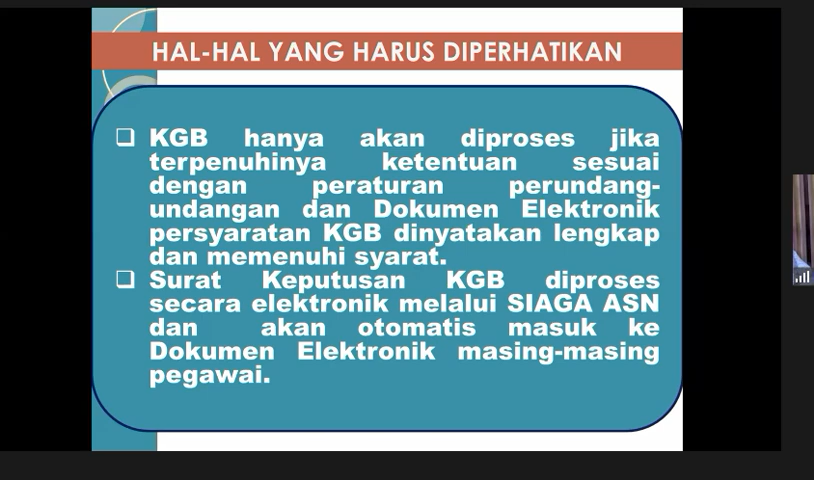 HAL-HAL YANG HARUS DIPERHATIKAN
❑ KGB hanya akan diproses jika
terpenuhinya ketentuan sesuai
dengan peraturan perundang-
undangan dan Dokumen Elektronik
persyaratan KGB dinyatakan lengkap
dan memenuhi syarat.
❑ Surat Keputusan KGB diproses
secara elektronik melalui SIAGA ASN
dan akan otomatis masuk ke
Dokumen Elektronik masing-masing
pegawai.